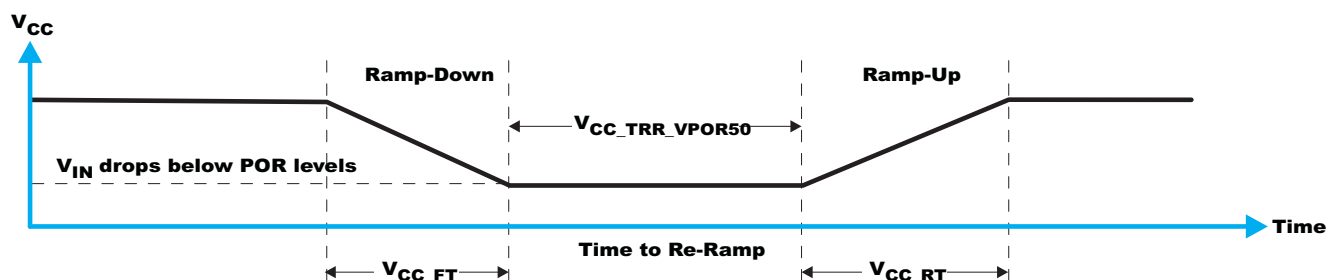 VCC
Ramp-Down
Ramp-Up
VCC_TRR_VPOR50
VIN drops below POR levels
Time
Time to Re-Ramp
VCC_FT
VCC_RT